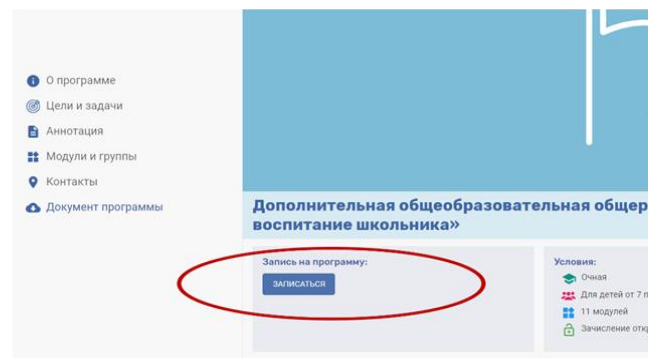 О программе
Цели и задачи
Аннотация
Модули и группы
Контакты
Документ программы
Дополнительная общеобразовательная общер
воспитание школьника»
Запись на программу:
ЗАПИСАТЬСЯ
Условия:
Очная
Для детей от 7
11 модулей
Зачисление отк